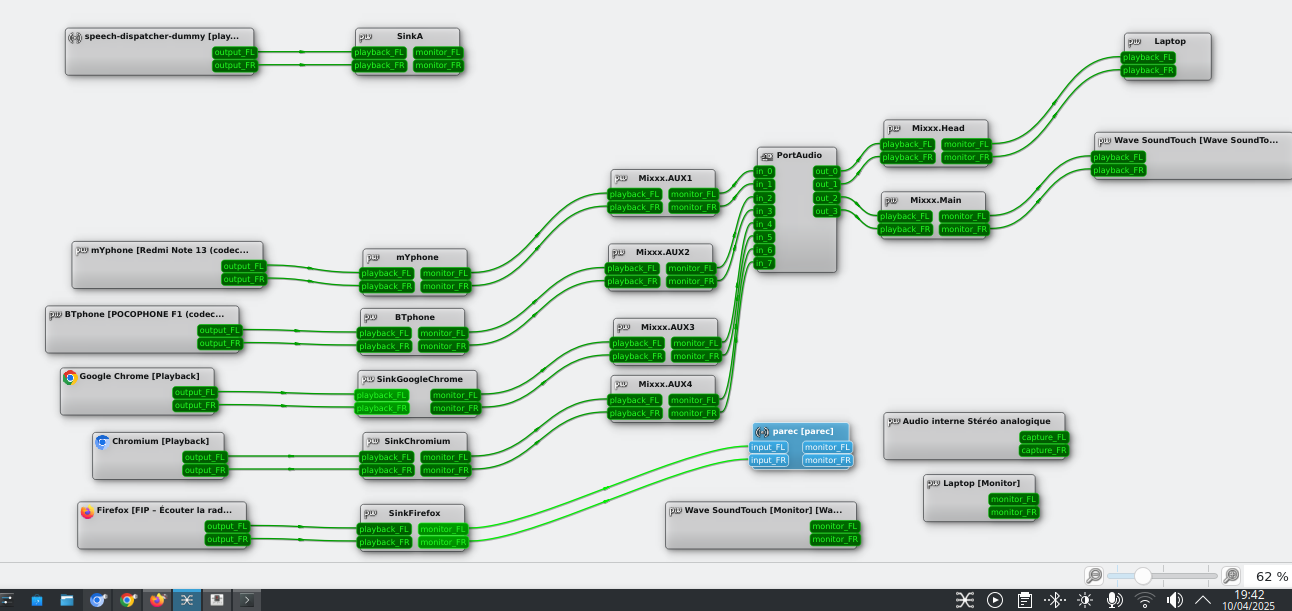 speech-dispatcher-dummy [play...
output_FL
output_FR
SinkA
playback_FL monitor_FL
playback_FR monitor_FR
Laptop
playback_FL
playback_FR
Mixxx.Head
playback_FL monitor_FL
playback_FR monitor_FR
Wave SoundTouch [Wave SoundTo...
playback_FL
playback_FR
PortAudio
in_0 out_0
in_1 out_1
in_2 out_2
in_3 out_3
in_4
in_5
in_6
in_7
Mixxx.AUX1
playback_FL monitor_FL
playback_FR monitor_FR
Mixxx.Main
playback_FL monitor_FL
playback_FR monitor_FR
mYphone [Redmi Note 13 (codec...
output_FL
output_FR
mYphone
playback_FL monitor_FL
playback_FR monitor_FR
Mixxx.AUX2
playback_FL monitor_FL
playback_FR monitor_FR
BTphone [POCOPHONE F1 (codec...
output_FL
output_FR
BTphone
playback_FL monitor_FL
playback_FR monitor_FR
Mixxx.AUX3
playback_FL monitor_FL
playback_FR monitor_FR
Google Chrome [Playback]
output_FL
output_FR
SinkGoogleChrome
playback_FL monitor_FL
playback_FR monitor_FR
Mixxx.AUX4
playback_FL monitor_FL
playback_FR monitor_FR
Chromium [Playback]
output_FL
output_FR
SinkChromium
playback_FL monitor_FL
playback_FR monitor_FR
parec [parec]
input_FL monitor_FL
input_FR monitor_FR
Audio interne Stéréo analogique
capture_FL
capture_FR
Laptop [Monitor]
monitor_FL
monitor_FR
Firefox [FIP – Écouter la rad...
output_FL
output_FR
SinkFirefox
playback_FL monitor_FL
playback_FR monitor_FR
Wave SoundTouch [Monitor] [Wa...
monitor_FL
monitor_FR
62 %
19:42
10/04/2025